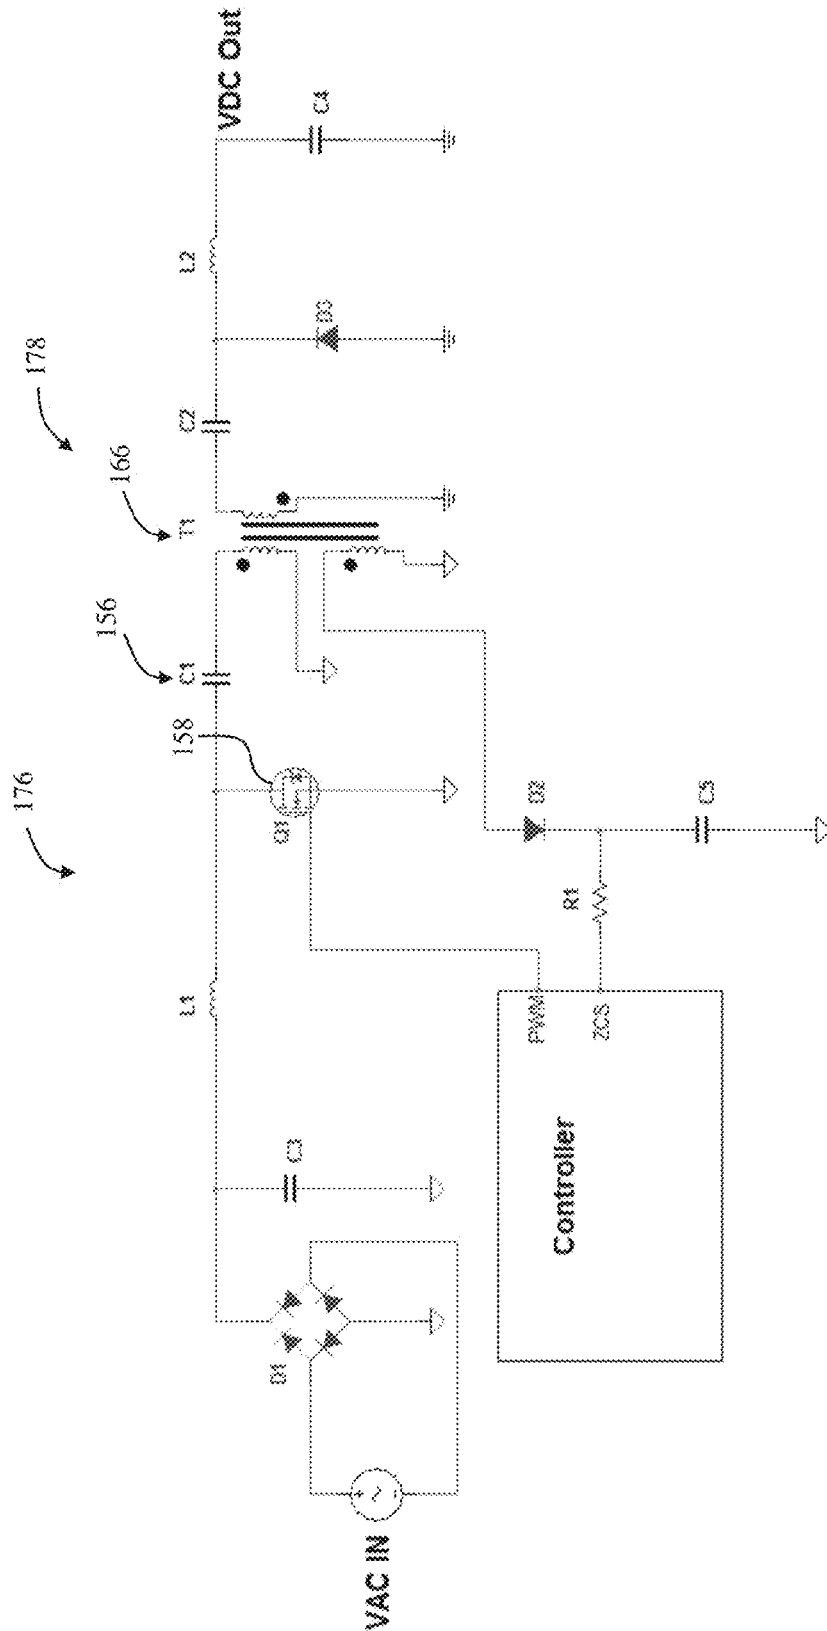 178
166
156
158
176
VDC Out
C4
L2
D3
C2
T1
C1
Q1
L1
C3
D1
VAC IN
+
-
D2
C5
R1
PWM
ZCS
Controller